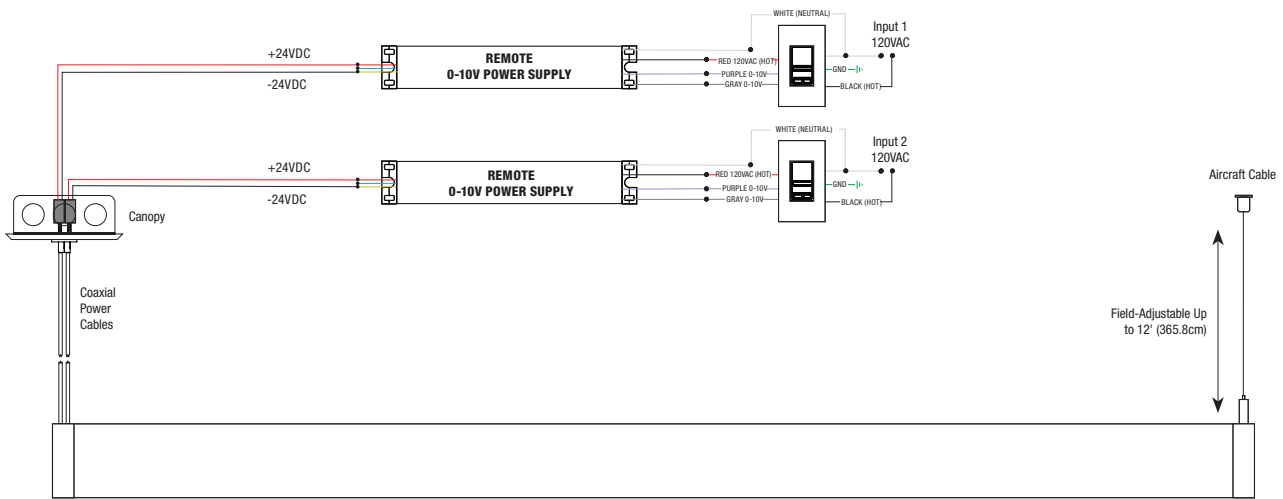 WHITE (NEUTRAL)
Input 1
120VAC
+24VDC
REMOTE
0-10V POWER SUPPLY
RED 120VAC (HOT)
GND
PURPLE 0-10V
-24VDC
GRAY 0-10V
BLACK (HOT)
WHITE (NEUTRAL)
Input 2
120VAC
+24VDC
REMOTE
0-10V POWER SUPPLY
RED 120VAC (HOT)
GND
PURPLE 0-10V
-24VDC
GRAY 0-10V
BLACK (HOT)
Aircraft Cable
Canopy
Coaxial
Power
Cables
Field-Adjustable Up
to 12' (365.8cm)